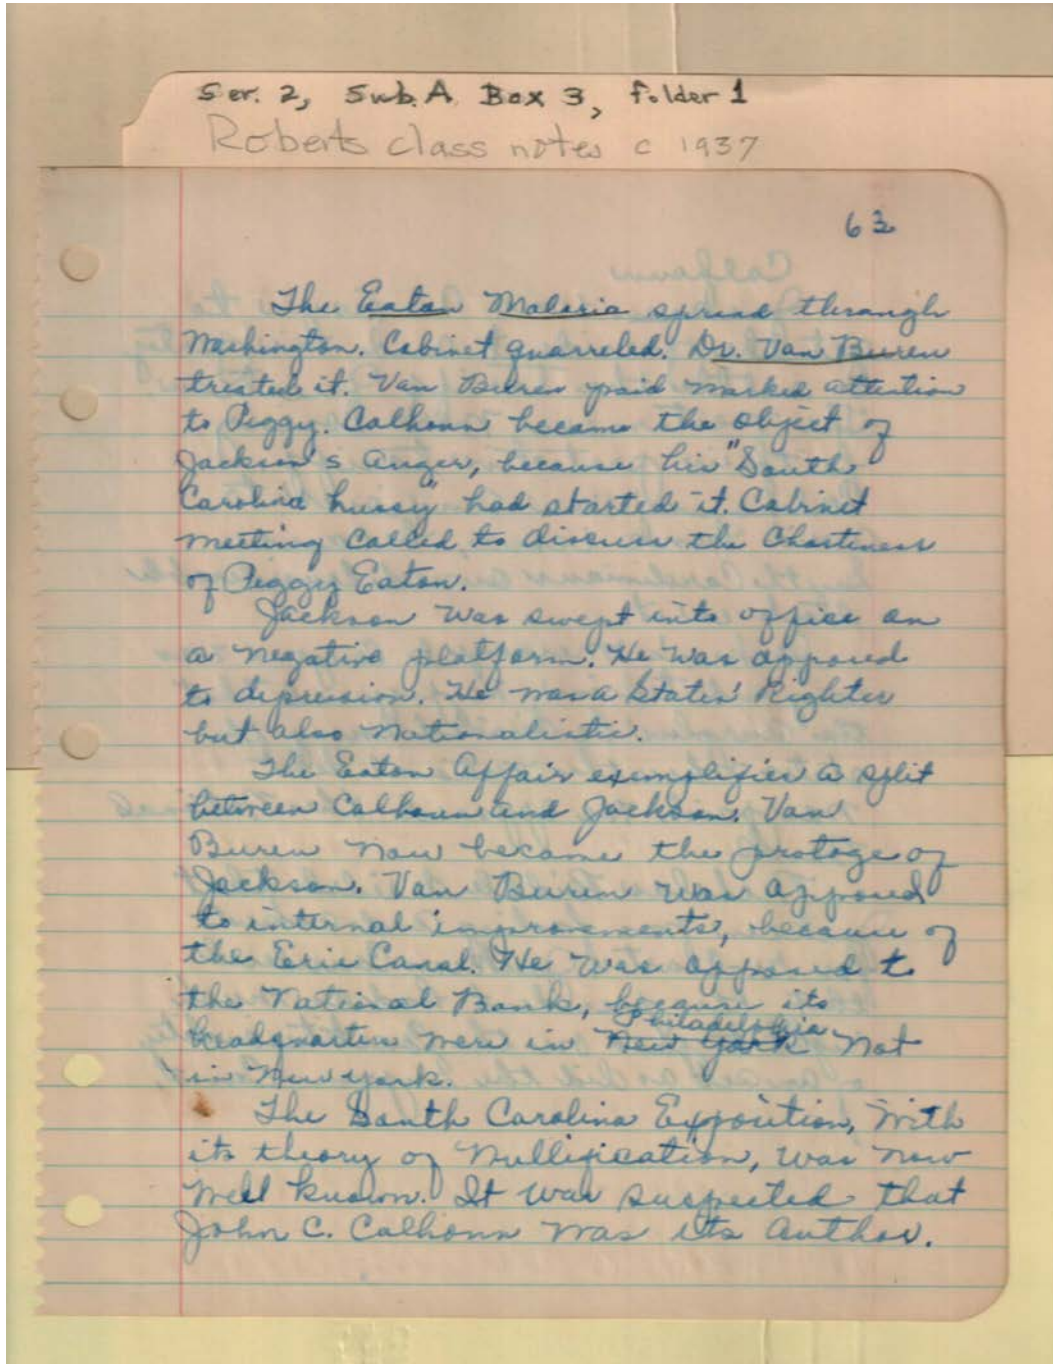 Ser. 2, Sub. A Box 3, folder 1
Roberts class notes c 1937
63
The Eaton Malaria spread through
Washington. Cabinet quarreled. Dr. Van Buren
treated it. Van Buren paid marked attention
to Peggy. Calhoun became the object of
Jackson's anger, because his "South
Carolina hussy" had started it. Cabinet
meeting called to discuss the Chasteness
of Peggy Eaton.
Jackson was swept into office on
a negative platform. He was opposed
to depression. He was a States' Righter
but also Nationalistic.
The Eaton Affair exemplifies a split
between Calhoun and Jackson. Van
Buren now became the protoge of
Jackson. Van Buren was opposed
to internal improvements, because of
the Erie Canal. He was opposed to
the National Bank, because its
Philadelphia
headquarters were in New York Not
in New York.
The South Carolina Exposition, with
its theory of Nullification, was now
well known. It was suspected that
John C. Calhoun was its author.